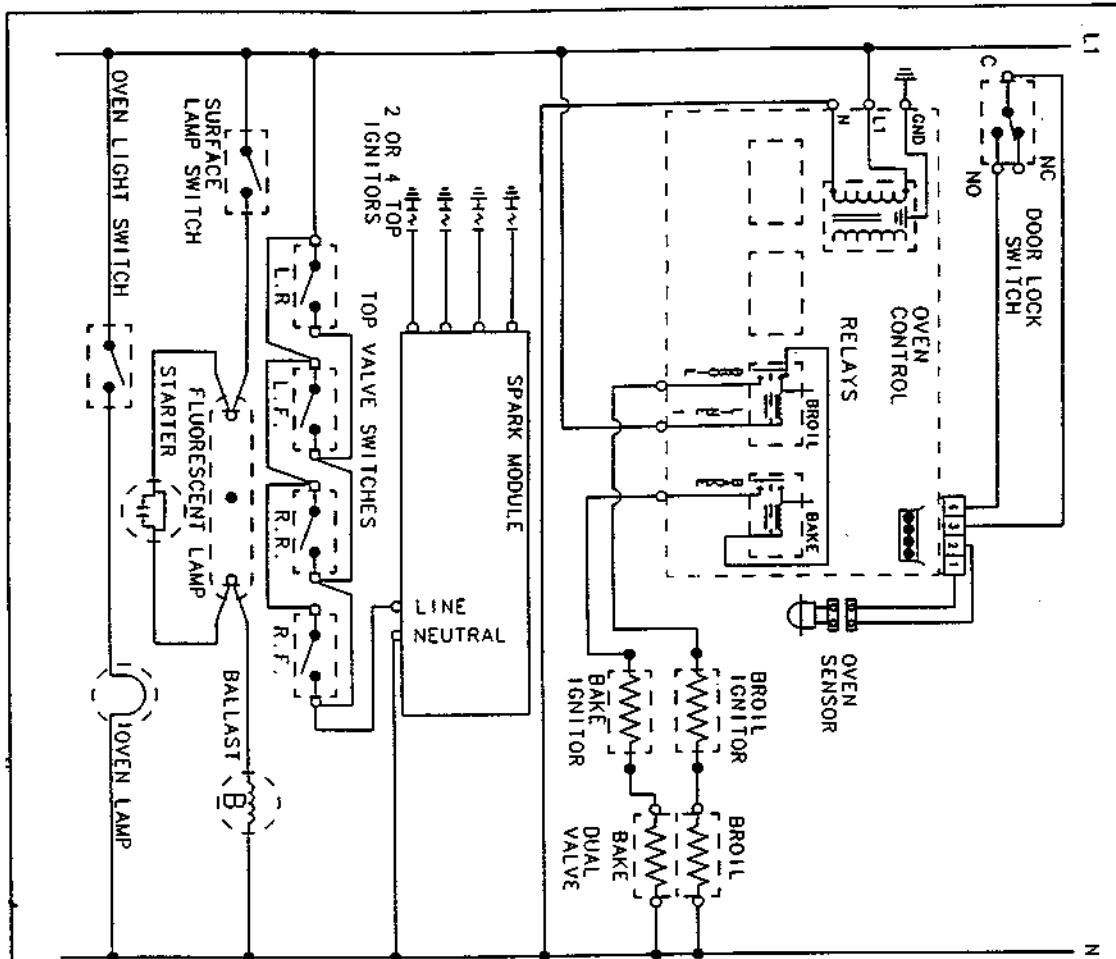 L1
C
NC
NO
DOOR LOCK
SWITCH
GND
L1
N
OVEN
CONTROL
RELAYS
BROIL
BAKE
3
2
1
OVEN
SENSOR
2 OR 4 TOP
IGNITORS
SPARK MODULE
LINE
NEUTRAL
BROIL
IGNITOR
BAKE
IGNITOR
BROIL
BAKE
DUAL
VALVE
TOP VALVE SWITCHES
L.R
L.F.
R.R.
R.F.
SURFACE
LAMP SWITCH
FLUORESCENT LAMP
STARTER
BALLAST
B
OVEN LIGHT SWITCH
OVEN LAMP
N